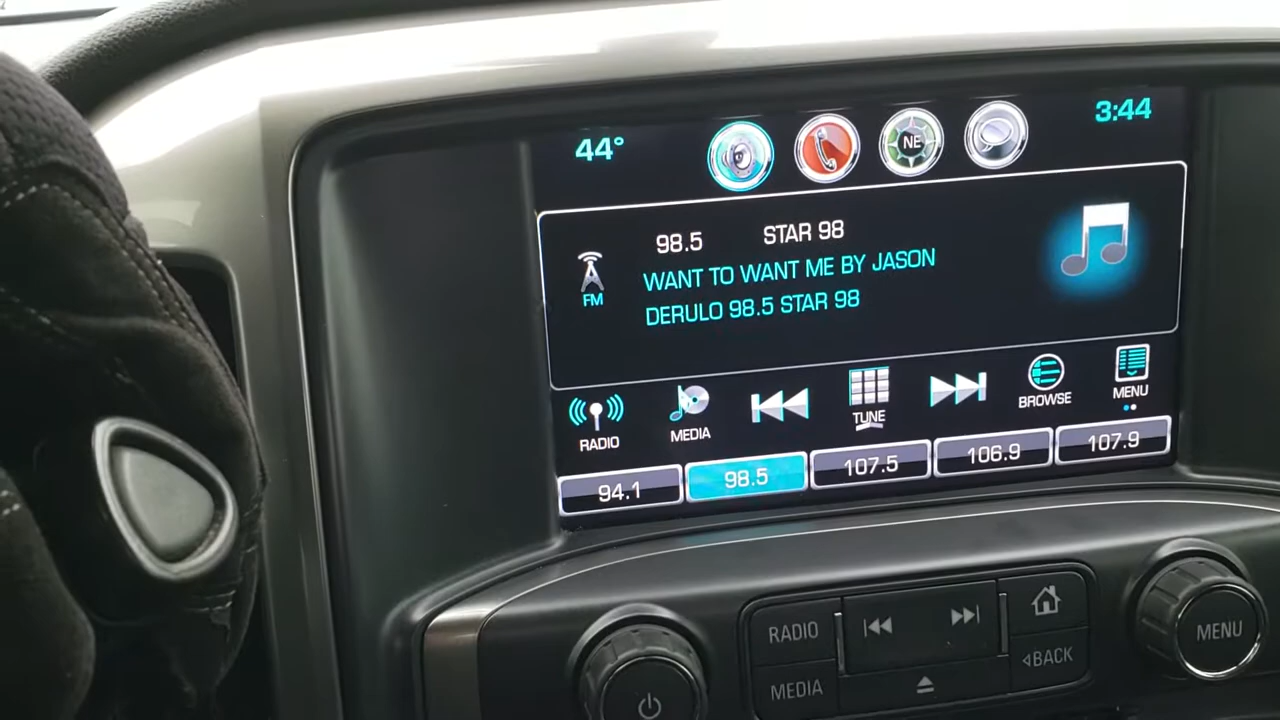 44°
NE
3:44
98.5 STAR 98
WANT TO WANT ME BY JASON
DERULO 98.5 STAR 98
FM
RADIO
MEDIA
TUNE
BROWSE
MENU
94.1
98.5
107.5
106.9
107.9
RADIO
MEDIA
BACK
MENU